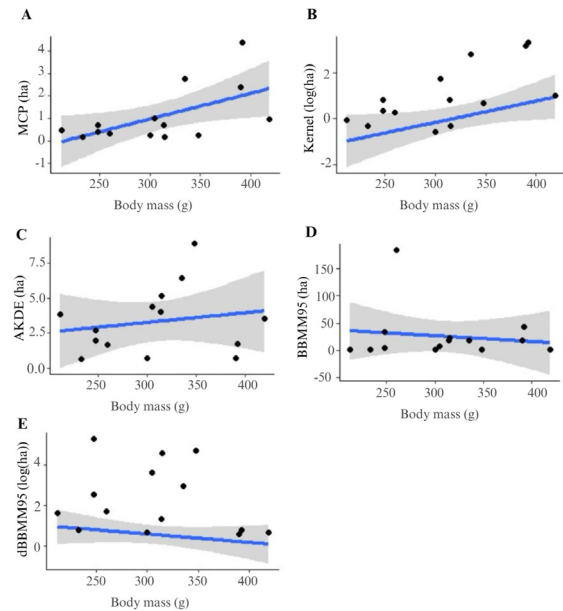 A
MCP (ha)
4
3
2
1
0
-1
250 300 350 400
Body mass (g)
B
Kernel (log(ha))
2
0
-2
250 300 350 400
Body mass (g)
C
AKDE (ha)
7.5
5.0
2.5
0.0
250 300 350 400
Body mass (g)
D
BBMM95 (ha)
150
100
50
0
-50
250 300 350 400
Body mass (g)
E
dBBMM95 (log(ha))
4
2
0
250 300 350 400
Body mass (g)